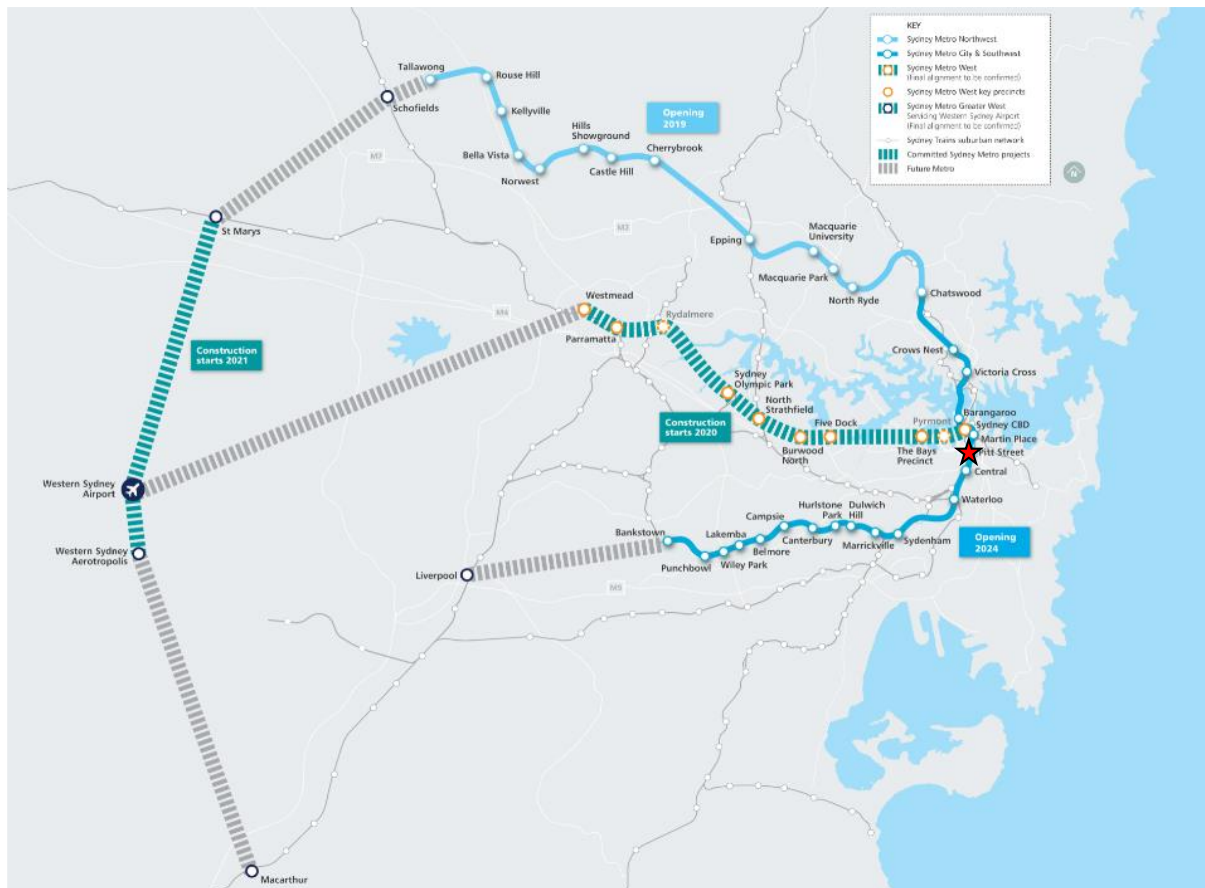 KEY
Sydney Metro Northwest
Sydney Metro City & Southwest
Sydney Metro West
(Final alignment to be confirmed)
Sydney Metro West key precincts
Sydney Metro Greater West
Servicing Western Sydney Airport
(Final alignment to be confirmed)
Sydney Trains suburban network
Committed Sydney Metro projects
Future Metro
N
Tallawong
Rouse Hill
Schofields
Kellyville
Opening
2019
Hills
Showground
Cherrybrook
M7
Bella Vista
Castle Hill
Norwest
St Marys
M2
Epping
Macquarie
University
Macquarie Park
North Ryde
Chatswood
Westmead
M4
Rydalmere
Parramatta
Construction
starts 2021
Crows Nest
Victoria Cross
Sydney
Olympic Park
North
Strathfield
Construction
starts 2020
Five Dock
Burwood
North
Pyrmont
The Bays
Precinct
Barangaroo
Sydney CBD
Martin Place
Pitt Street
Central
Western Sydney
Airport
Waterloo
Hurlstone
Park
Dulwich
Hill
Campsie
Lakemba
Bankstown
Canterbury
Marrickville
Sydenham
Belmore
Wiley Park
Punchbowl
Opening
2024
Western Sydney
Aerotropolis
Liverpool
M5
Macarthur